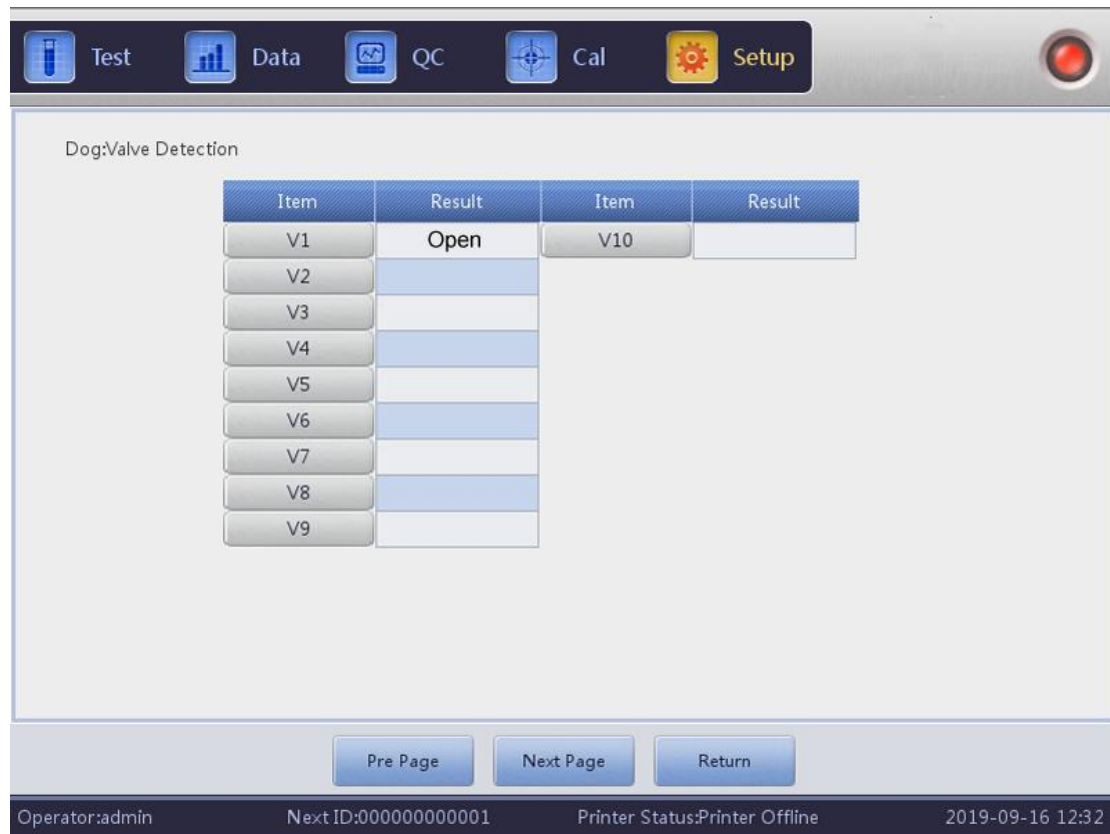 Test Data QC Cal Setup
Dog:Valve Detection
Item Result Item Result
V1 Open V10
V2
V3
V4
V5
V6
V7
V8
V9
Pre Page Next Page Return
Operator:admin Next ID:000000000001 Printer Status:Printer Offline 2019-09-16 12:32